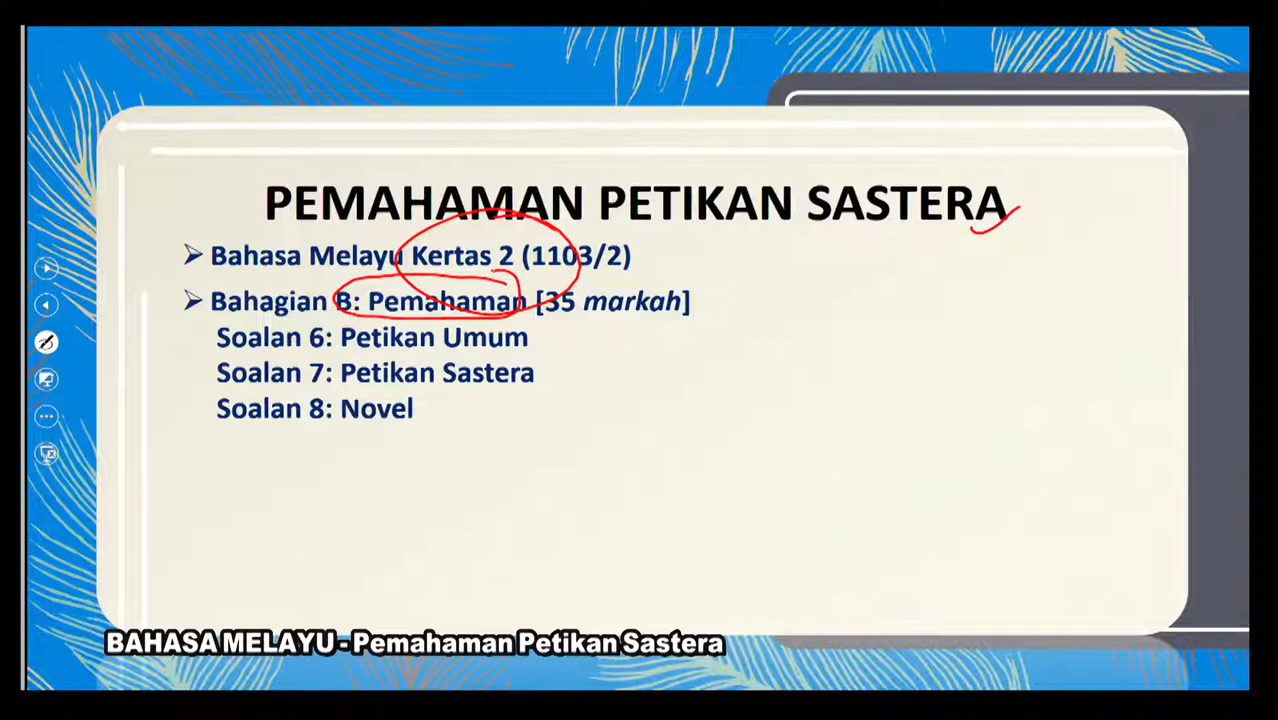 PEMAHAMAN PETIKAN SASTERA
Bahasa Melayu Kertas 2 (1103/2)
Bahagian B: Pemahaman [35 markah]
Soalan 6: Petikan Umum
Soalan 7: Petikan Sastera
Soalan 8: Novel
BAHASA MELAYU - Pemahaman Petikan Sastera